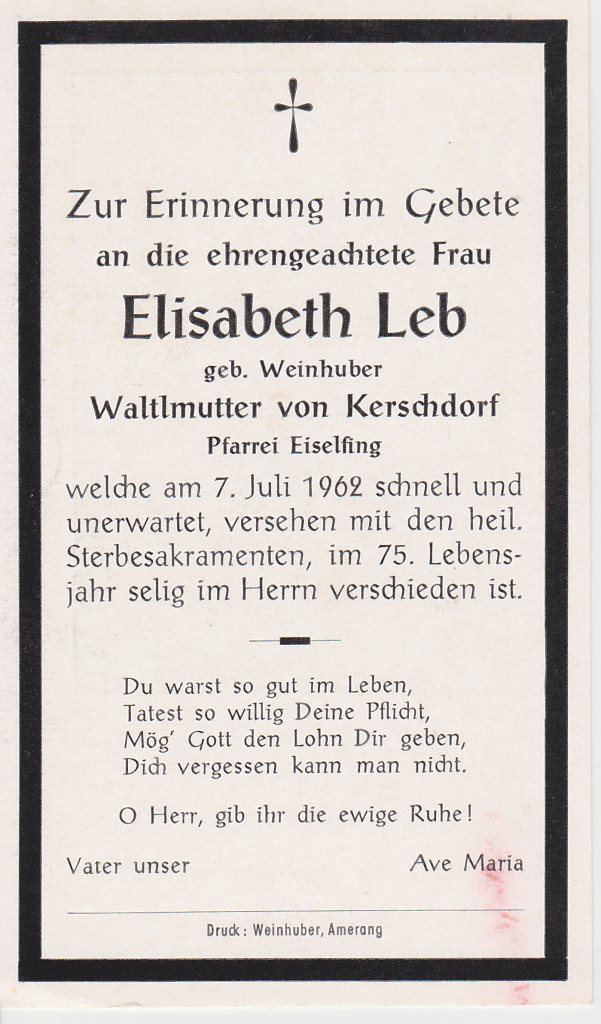 Zur Erinnerung im Gebete
an die ehrengeachtete Frau
Elisabeth Leb
geb. Weinhuber
Waltlmutter von Kerschdorf
Pfarrei Eiselfing
welche am 7. Juli 1962 schnell und
unerwartet, versehen mit den heil.
Sterbesakramenten, im 75. Lebens-
jahr selig im Herrn verschieden ist.
Du warst so gut im Leben,
Tatest so willig Deine Pflicht,
Mög' Gott den Lohn Dir geben,
Dich vergessen kann man nicht.
O Herr, gib ihr die ewige Ruhe!
Vater unser Ave Maria
Druck: Weinhuber, Amerang